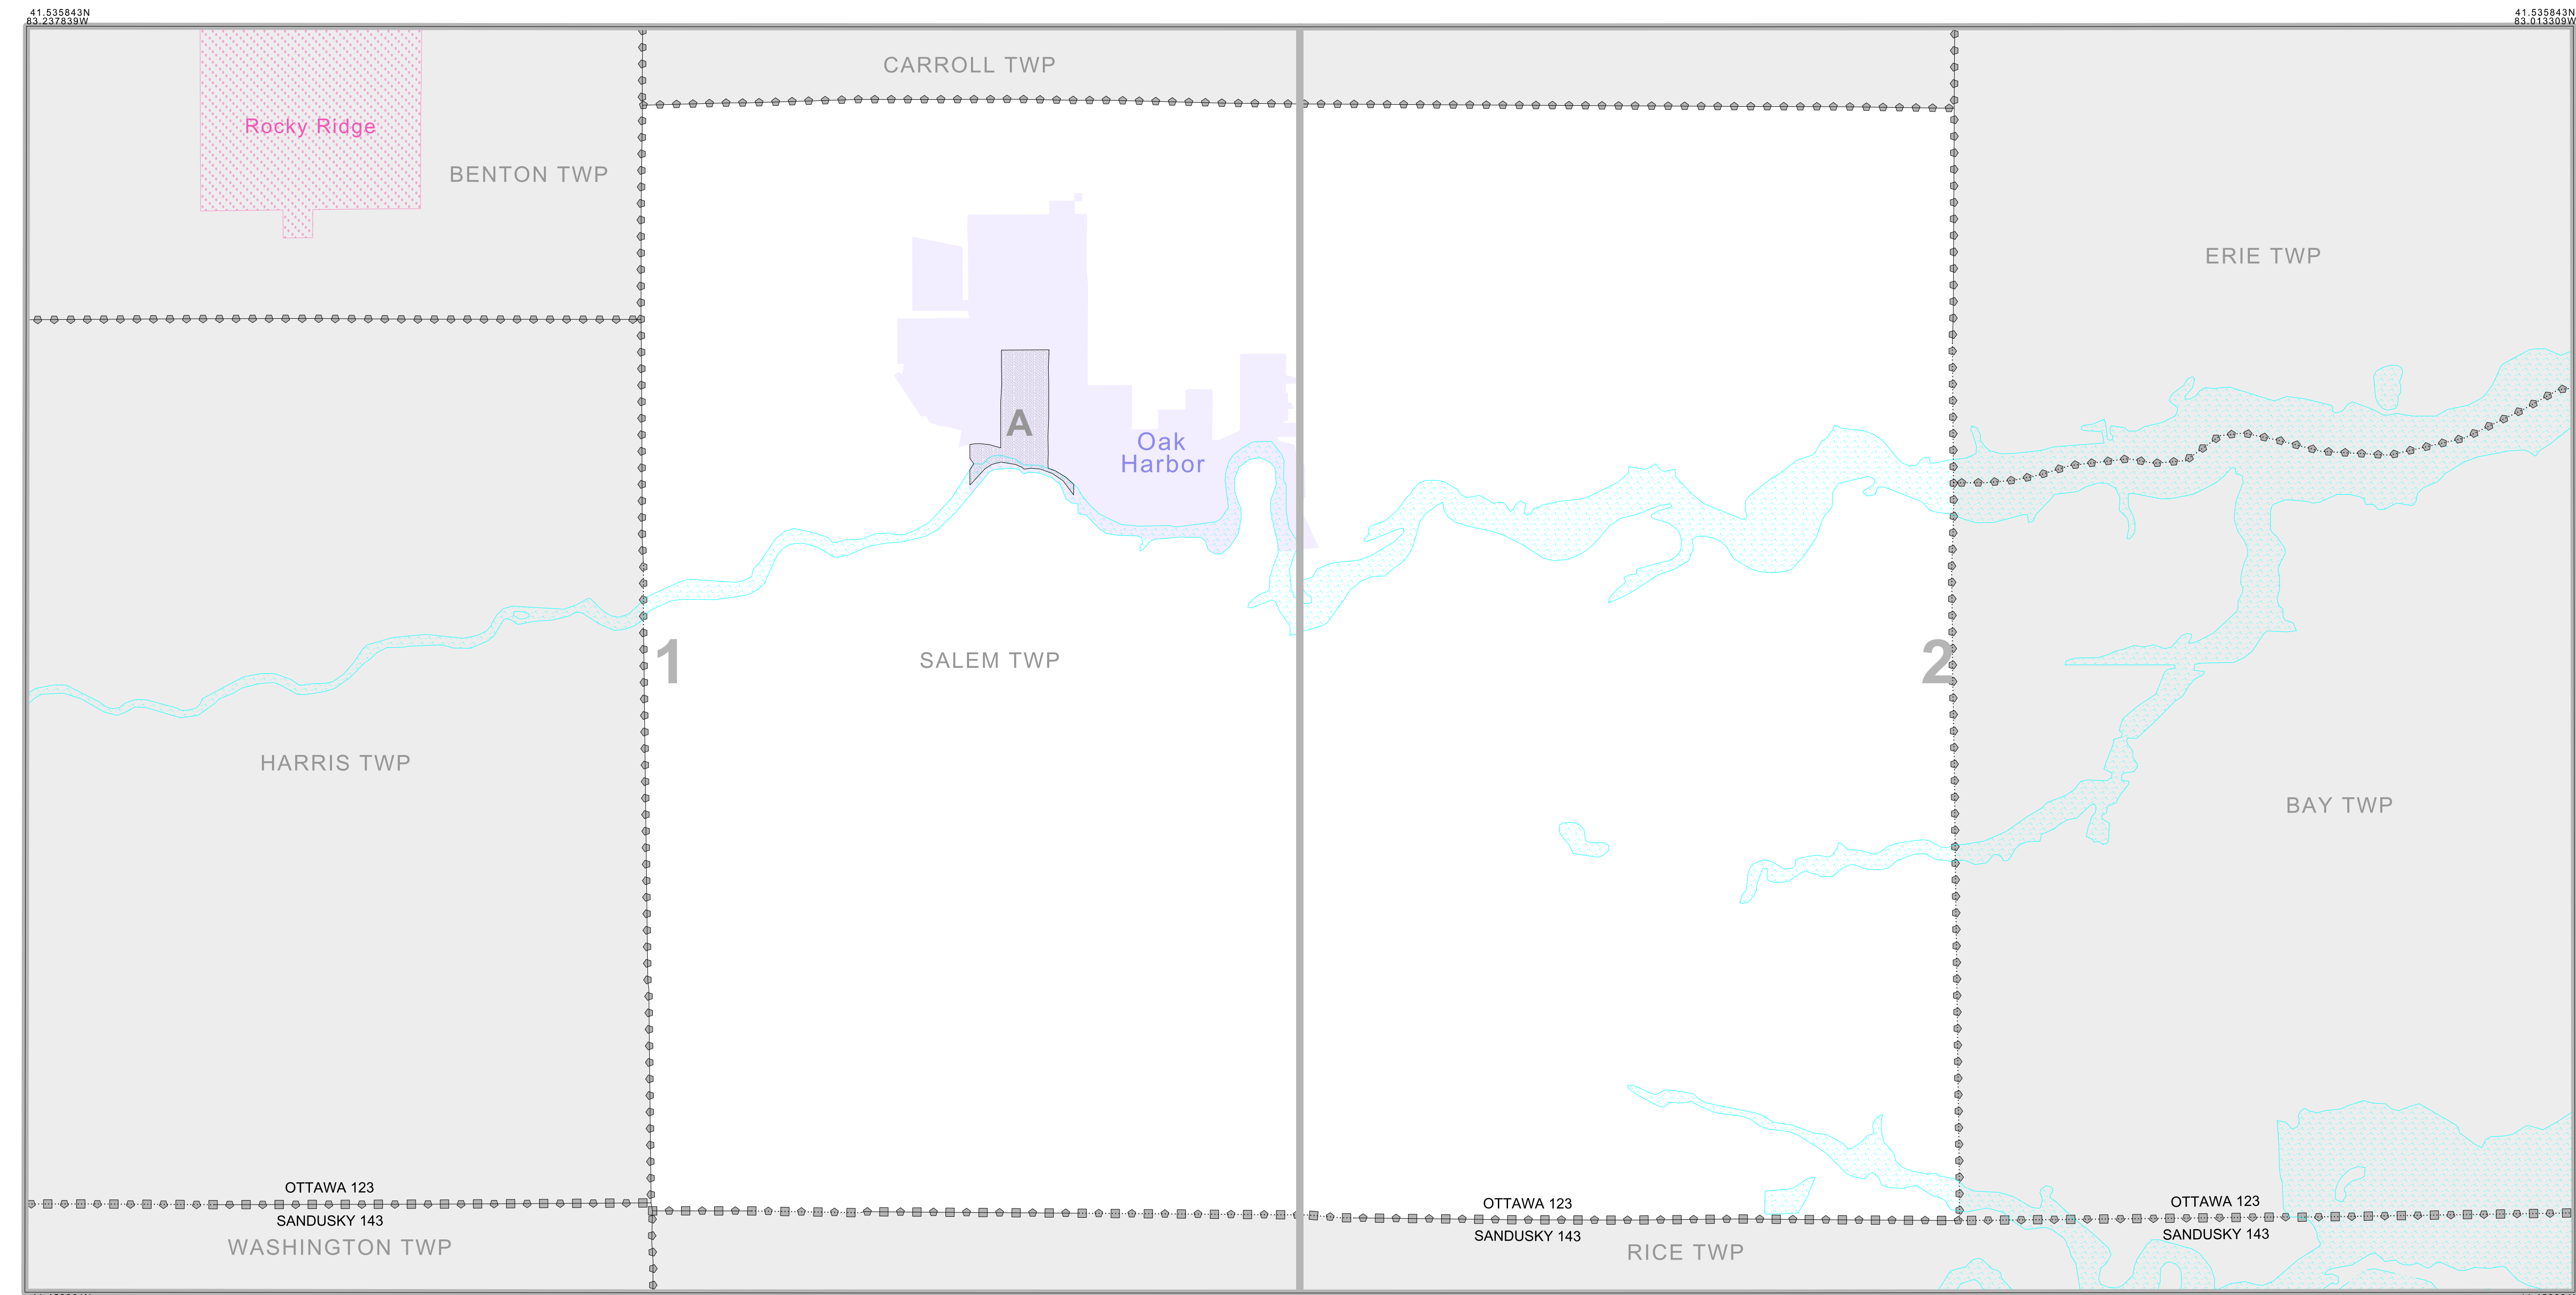 41.535843N
83.237839W
41.535843N
83.013309W
CARROLL TWP
Rocky Ridge
BENTON TWP
ERIE TWP
A
Oak
Harbor
1
SALEM TWP
2
HARRIS TWP
BAY TWP
OTTAWA 123
SANDUSKY 143
OTTAWA 123
SANDUSKY 143
OTTAWA 123
SANDUSKY 143
WASHINGTON TWP
RICE TWP